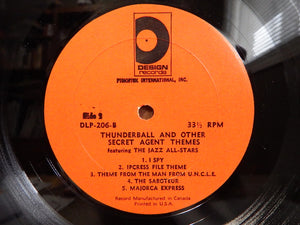 DESIGN
records
PICKWICK INTERNATIONAL, INC.
Side 2
DLP-206-B 33⅓ RPM
THUNDERBALL AND OTHER
SECRET AGENT THEMES
featuring THE JAZZ ALL-STARS
1. I SPY
2. IPCRESS FILE THEME
3. THEME FROM THE MAN FROM U.N.C.L.E.
4. THE SABOTEUR
5. MAJORCA EXPRESS
Record Manufactured in Canada
Printed in U.S.A.